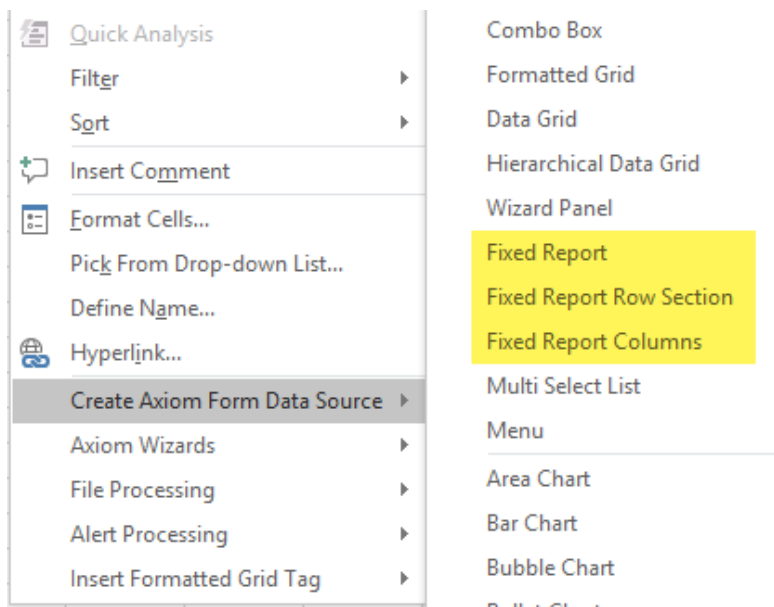 Quick Analysis
Filter
Sort
Insert Comment
Format Cells...
Pick From Drop-down List...
Define Name...
Hyperlink...
Create Axiom Form Data Source
Axiom Wizards
File Processing
Alert Processing
Insert Formatted Grid Tag
Combo Box
Formatted Grid
Data Grid
Hierarchical Data Grid
Wizard Panel
Fixed Report
Fixed Report Row Section
Fixed Report Columns
Multi Select List
Menu
Area Chart
Bar Chart
Bubble Chart